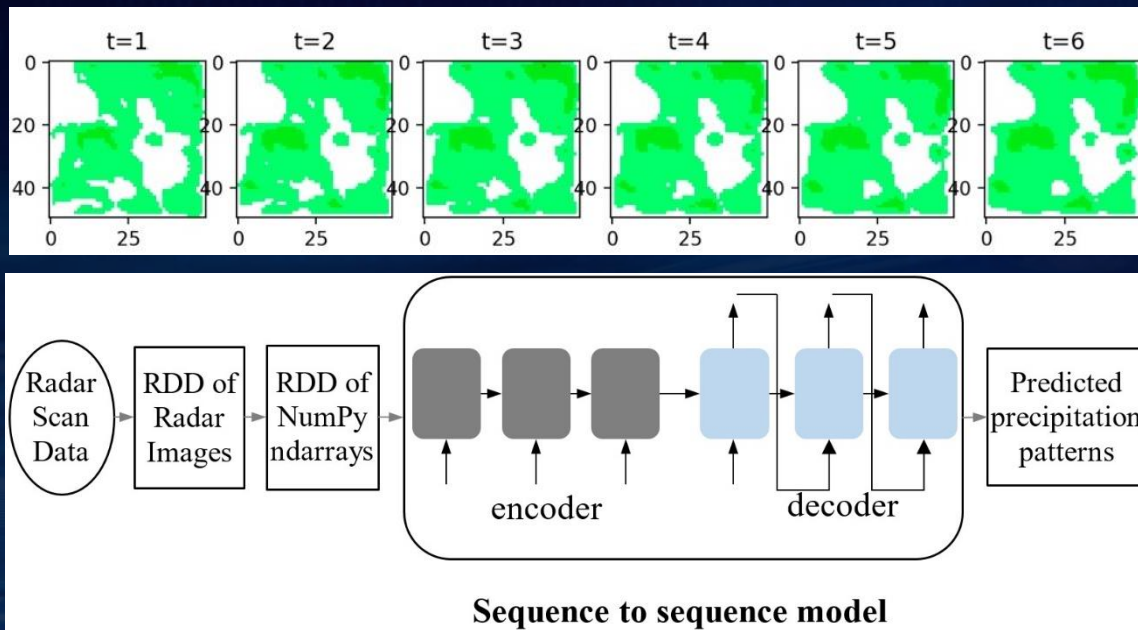 t=1 t=2 t=3 t=4 t=5 t=6
0 0 0 0 0 0
20 20 20 20 20 20
40 40 40 40 40 40
0 25 0 25 0 25 0 25 0 25 0 25
Radar
Scan
Data
RDD of
Radar
Images
RDD of
NumPy
ndarrays
encoder
decoder
Predicted
precipitation
patterns
Sequence to sequence model